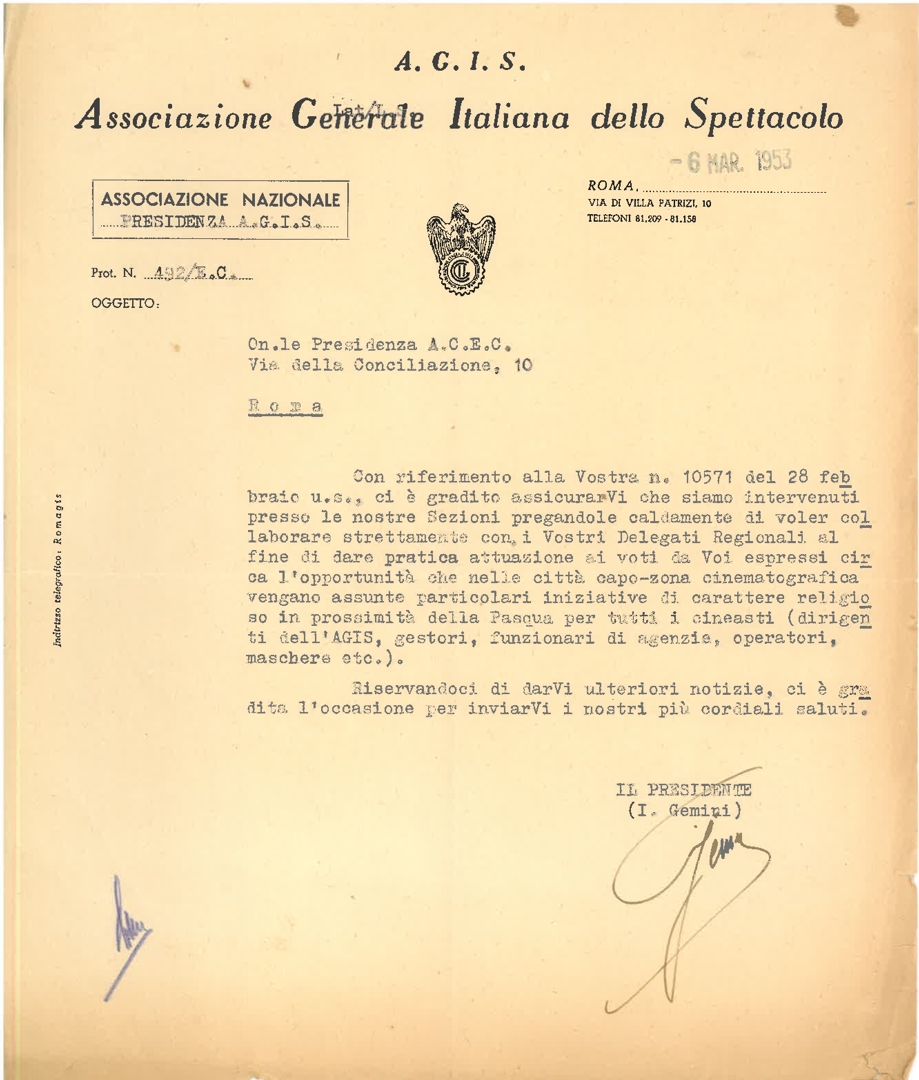 A. G. I. S.
Associazione Generale Italiana dello Spettacolo
- 6 MAR. 1953
ASSOCIAZIONE NAZIONALE
PRESIDENZA A.G.I.S.
ROMA,
VIA DI VILLA PATRIZI, 10
TELEFONI 81.209 - 81.158
Prot. N. 492/E.C.
OGGETTO:
On.le Presidenza A.C.E.C.
Via della Conciliazione, 10
R o m a
Con riferimento alla Vostra n. 10571 del 28 feb
braio u.s., ci è gradito assicurarVi che siamo intervenuti
presso le nostre Sezioni pregandole caldamente di voler col
laborare strettamente con, i Vostri Delegati Regionali al
fine di dare pratica attuazione ai voti da Voi espressi cir
ca l'opportunità che nelle città capo-zona cinematografica
vengano assunte particolari iniziative di carattere religio
so in prossimità della Pasqua per tutti i cineasti (dirigen
ti dell'AGIS, gestori, funzionari di agenzie, operatori,
maschere etc.).
Riservandoci di darVi ulteriori notizie, ci è gra
dita l'occasione per inviarVi i nostri più cordiali saluti.
IL PRESIDENTE
(I. Gemini)
Indirizzo telegrafico: Romagis